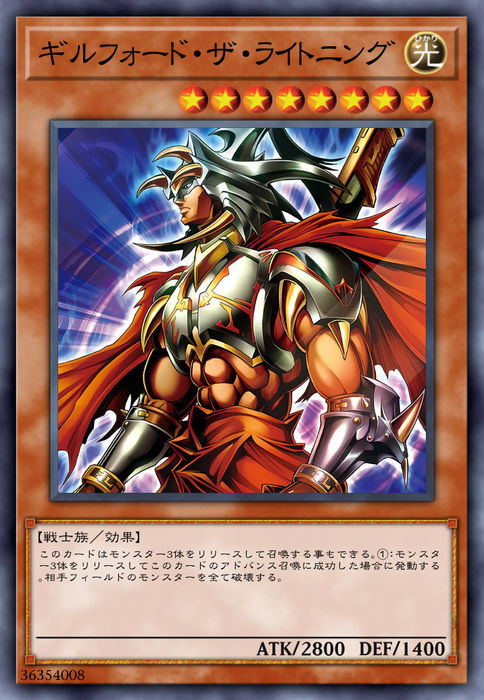 ギルフォード・ザ・ライトニング
ひかり
光
【戦士族／効果】
このカードはモンスター3体をリリースして召喚する事もできる。①：モンス
ター3体をリリースしてこのカードのアドバンス召喚に成功した場合に発動する
。相手フィールドのモンスターを全て破壊する。
ATK/2800 DEF/1400
36354008